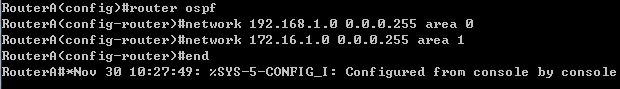 RouterA(config)#router ospf
RouterA(config-router)#network 192.168.1.0 0.0.0.255 area 0
RouterA(config-router)#network 172.16.1.0 0.0.0.255 area 1
RouterA(config-router)#end
RouterA#*Nov 30 10:27:49: %SYS-5-CONFIG_I: Configured from console by console